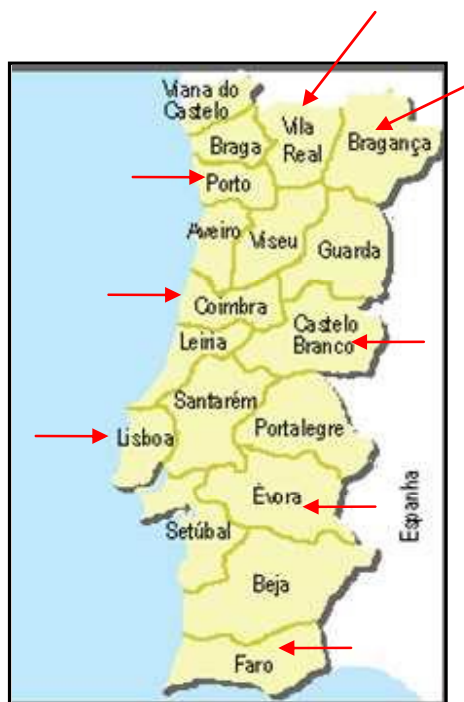 Viana do
Castelo
Braga
Vila
Real
Bragança
Porto
Aveiro
Viseu
Guarda
Coimbra
Castelo
Branco
Leiria
Santarém
Portalegre
Lisboa
Évora
Espanha
Setúbal
Beja
Faro